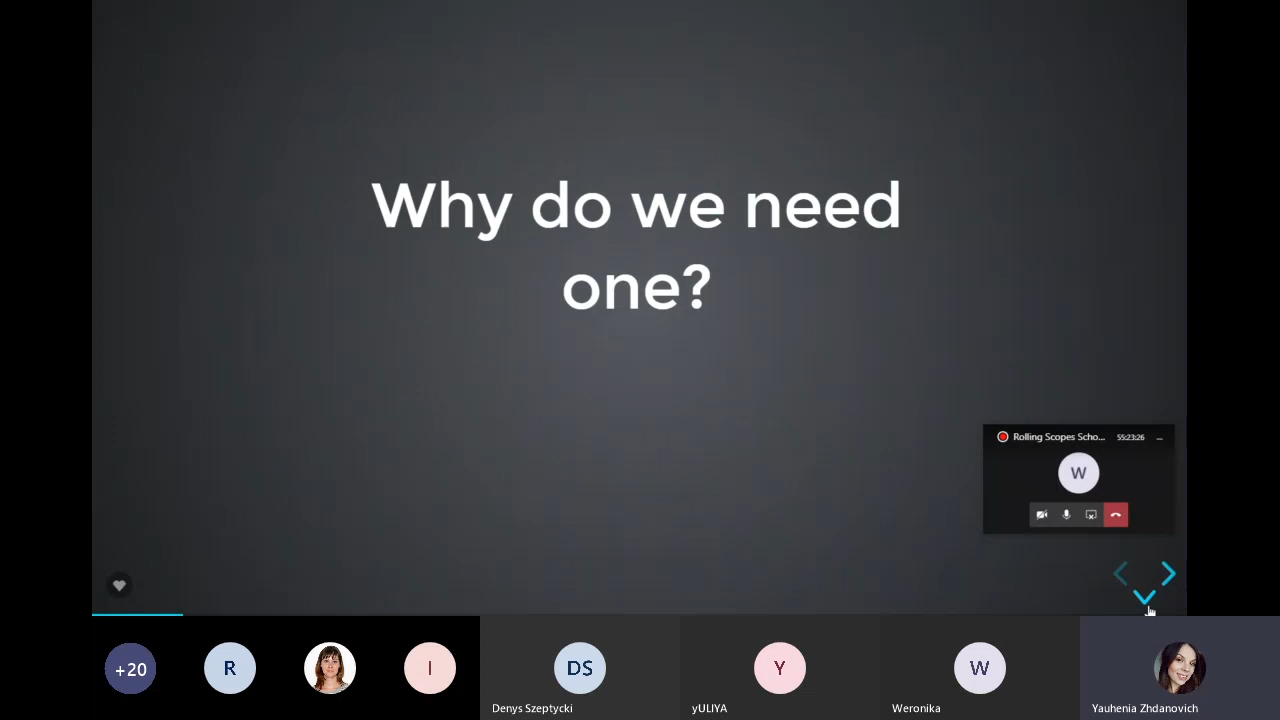 Why do we need
one?
Rolling Scopes Scho... 55:23:26
W
+20
R
I
DS
Y
W
Denys Szeptycki
yULIYA
Weronika
Yauhenia Zhdanovich